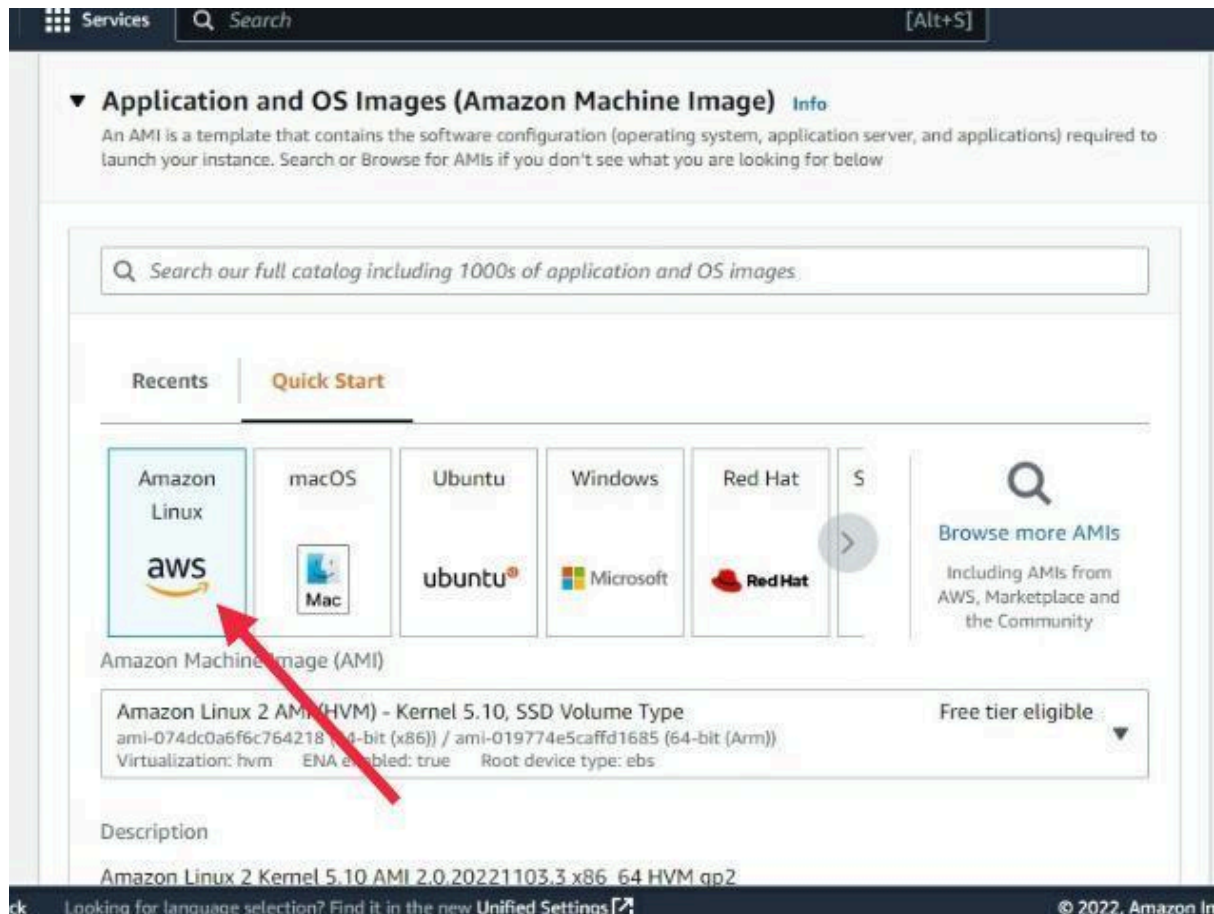 Services
Search
[Alt+S]
Application and OS Images (Amazon Machine Image) Info
An AMI is a template that contains the software configuration (operating system, application server, and applications) required to
launch your instance. Search or Browse for AMIs if you don't see what you are looking for below
Search our full catalog including 1000s of application and OS images
Recents
Quick Start
Amazon
Linux
aws
macOS
Mac
Ubuntu
ubuntu
Windows
Microsoft
Red Hat
Red Hat
S
Browse more AMIs
Including AMIs from
AWS, Marketplace and
the Community
Amazon Machine Image (AMI)
Amazon Linux 2 AMI (HVM) - Kernel 5.10, SSD Volume Type
Free tier eligible
ami-074dc0a6f6c764218 (64-bit (x86)) / ami-019774e5caffd1685 (64-bit (Arm))
Virtualization: hvm ENA enabled: true Root device type: ebs
Description
Amazon Linux 2 Kernel 5.10 AMI 2.0.20221103.3 x86_64 HVM gp2
ck
Looking for language selection? Find it in the new Unified Settings
© 2022, Amazon In